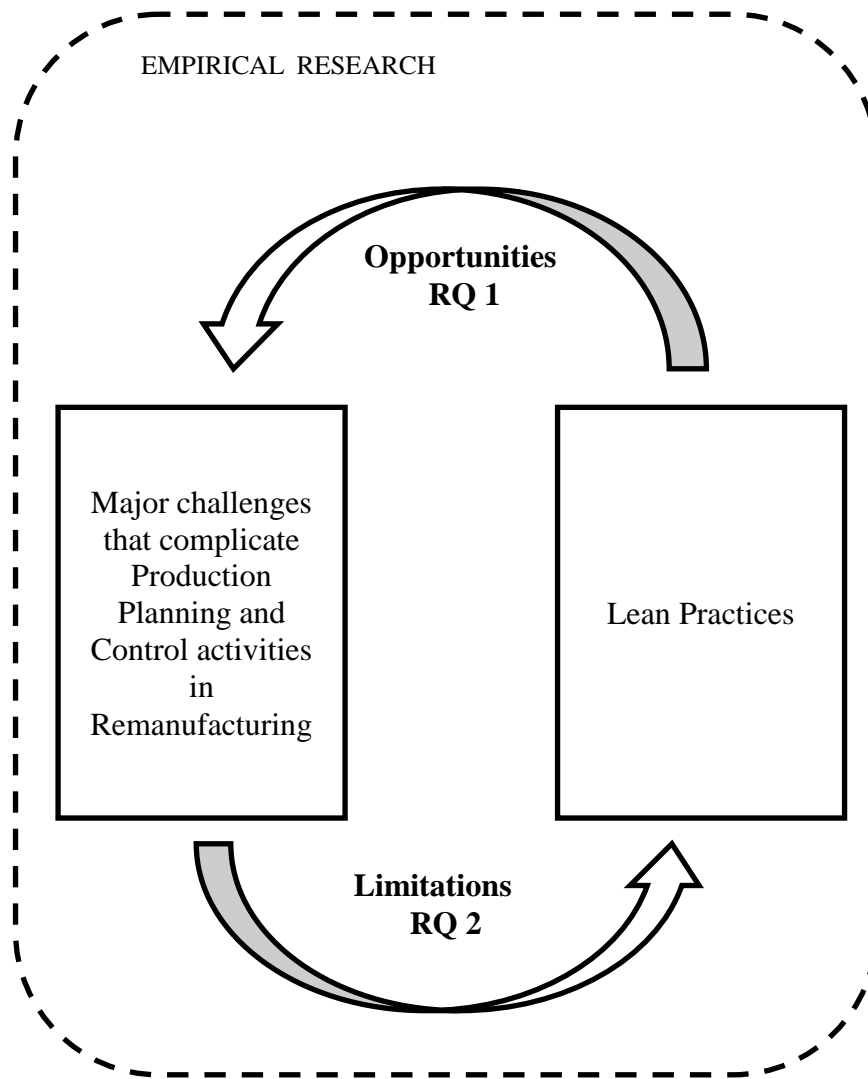 EMPIRICAL RESEARCH
Opportunities
RQ 1
Major challenges
that complicate
Production
Planning and
Control activities
in
Remanufacturing
Lean Practices
Limitations
RQ 2